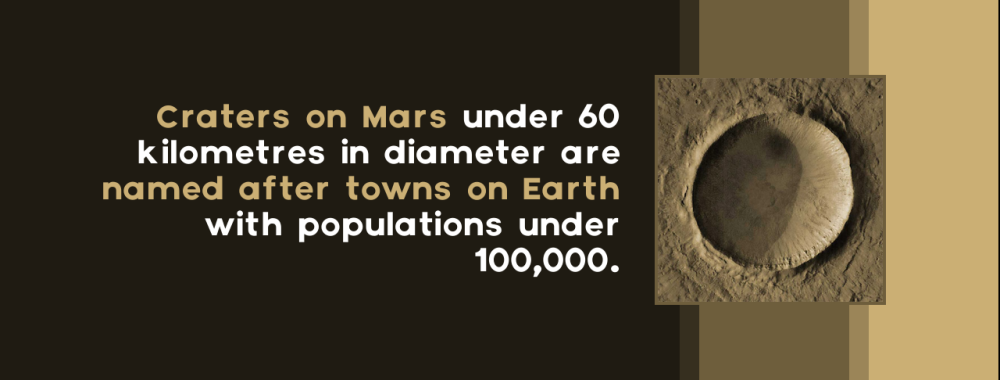 Craters on Mars under 60
kilometres in diameter are
named after towns on Earth
with populations under
100,000.